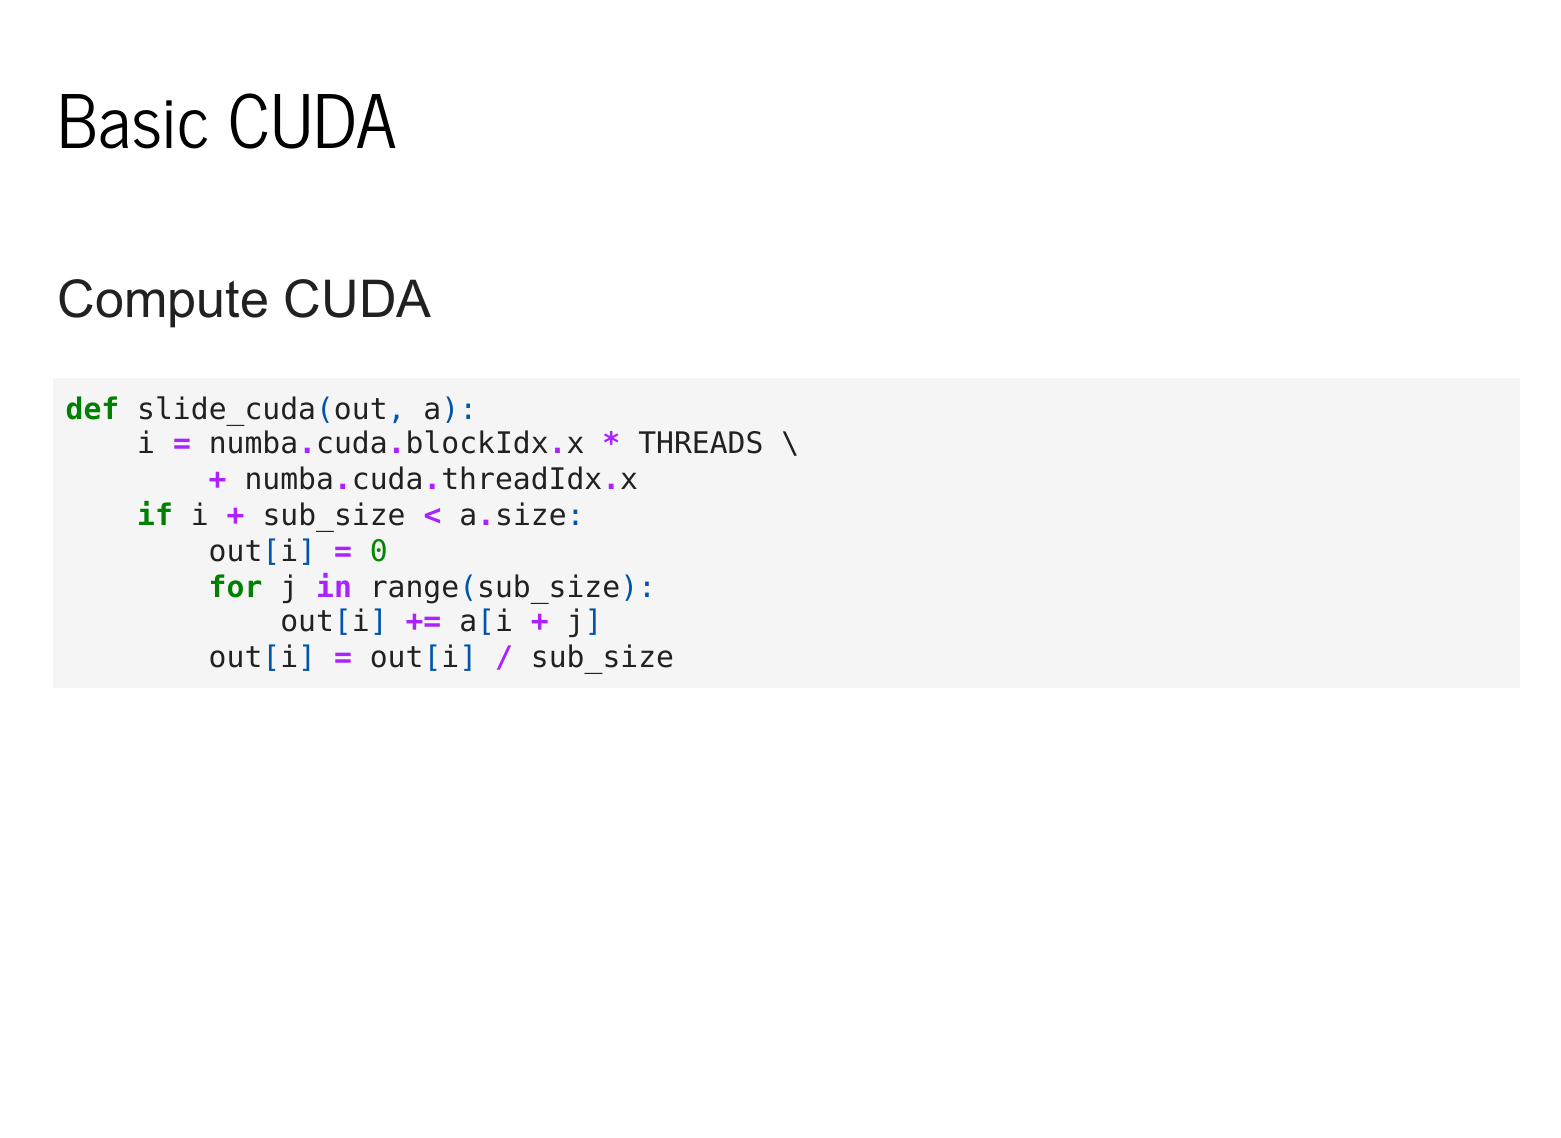 Basic CUDA
Compute CUDA
def slide_cuda(out, a):
    i = numba.cuda.blockIdx.x * THREADS \
        + numba.cuda.threadIdx.x
    if i + sub_size < a.size:
        out[i] = 0
        for j in range(sub_size):
            out[i] += a[i + j]
        out[i] = out[i] / sub_size